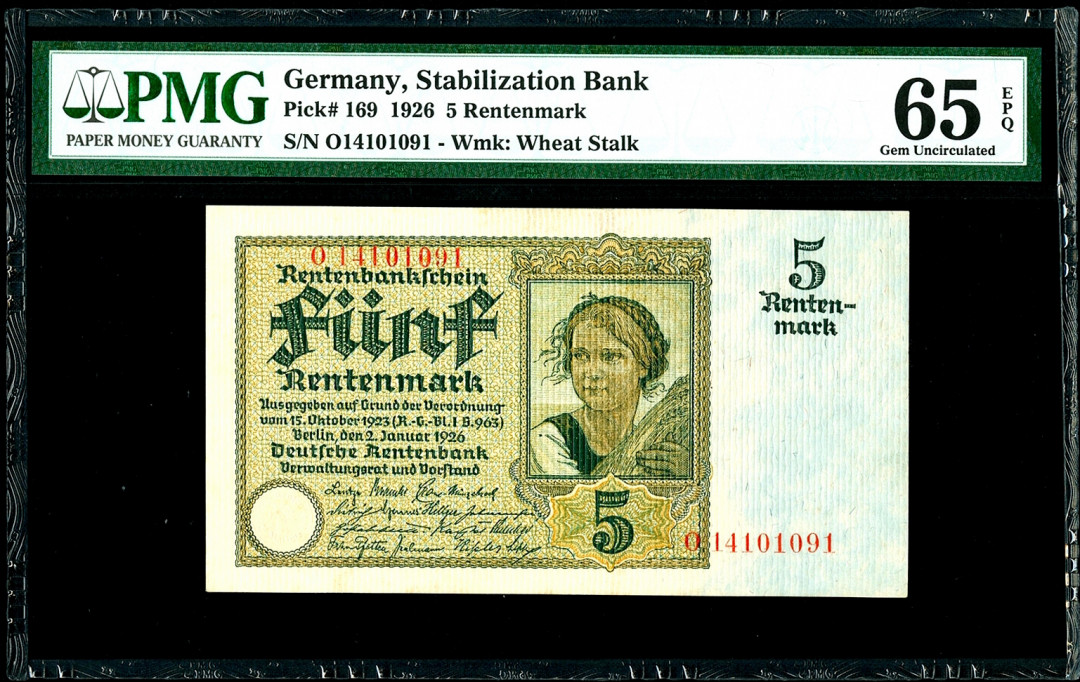 PMG
PAPER MONEY GUARANTY
Germany, Stabilization Bank
Pick# 169 1926 5 Rentenmark
S/N O14101091 - Wmk: Wheat Stalk
65
EPQ
Gem Uncirculated
O 14101091
Rentenbankschein
Fünf
Rentenmark
Ausgegeben auf Grund der Verordnung
vom 15. Oktober 1923 (R.-G.-Bl. I S. 963)
Berlin, den 2. Januar 1926
Deutsche Rentenbank
Verwaltungsrat und Vorstand
5
Renten-
mark
5
O 14101091